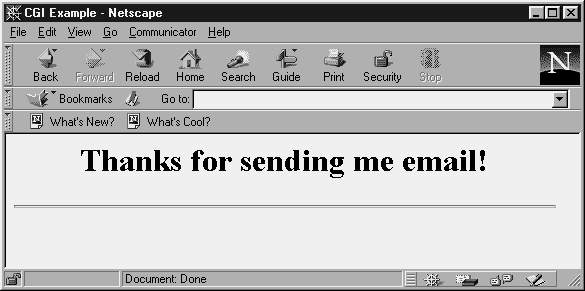 CGI Example - Netscape
File Edit View Go Communicator Help
Back Forward Reload Home Search Guide Print Security Stop
N
Bookmarks Go to:
What's New? What's Cool?
Thanks for sending me email!
Document: Done